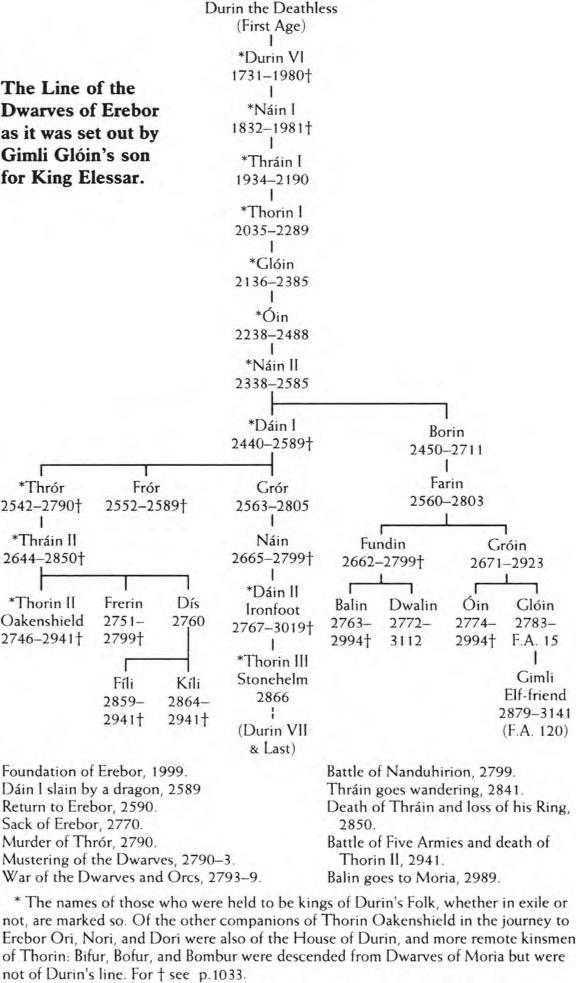 Durin the Deathless
(First Age)
*Durin VI
1731–1980†
The Line of the
Dwarves of Erebor
as it was set out by
Gimli Glóin's son
for King Elessar.
*Náin I
1832–1981†
*Thráin I
1934–2190
*Thorin I
2035–2289
*Glóin
2136–2385
*Óin
2238–2488
*Náin II
2338–2585
*Dáin I
2440–2589†
Borin
2450–2711
*Thrór
2542–2790†
Frór
2552–2589†
Grór
2563–2805
Farin
2560–2803
*Thráin II
2644–2850†
Náin
2665–2799†
Fundin
2662–2799†
Gróin
2671–2923
*Thorin II
Oakenshield
2746–2941†
Frerin
2751–
2799†
Dís
2760
*Dáin II
Ironfoot
2767–3019†
Balin
2763–
2994†
Dwalin
2772–
3112
Óin
2774–
2994†
Glóin
2783–
F.A. 15
Fíli
2859–
2941†
Kíli
2864–
2941†
*Thorin III
Stonehelm
2866
Gimli
Elf-friend
2879–3141
(F.A. 120)
(Durin VII
& Last)
Foundation of Erebor, 1999.
Dáin I slain by a dragon, 2589
Return to Erebor, 2590.
Sack of Erebor, 2770.
Murder of Thrór, 2790.
Mustering of the Dwarves, 2790–3.
War of the Dwarves and Orcs, 2793–9.
Battle of Nanduhirion, 2799.
Thráin goes wandering, 2841.
Death of Thráin and loss of his Ring,
2850.
Battle of Five Armies and death of
Thorin II, 2941.
Balin goes to Moria, 2989.
* The names of those who were held to be kings of Durin's Folk, whether in exile or
not, are marked so. Of the other companions of Thorin Oakenshield in the journey to
Erebor Ori, Nori, and Dori were also of the House of Durin, and more remote kinsmen
of Thorin: Bifur, Bofur, and Bombur were descended from Dwarves of Moria but were
not of Durin's line. For † see p.1033.